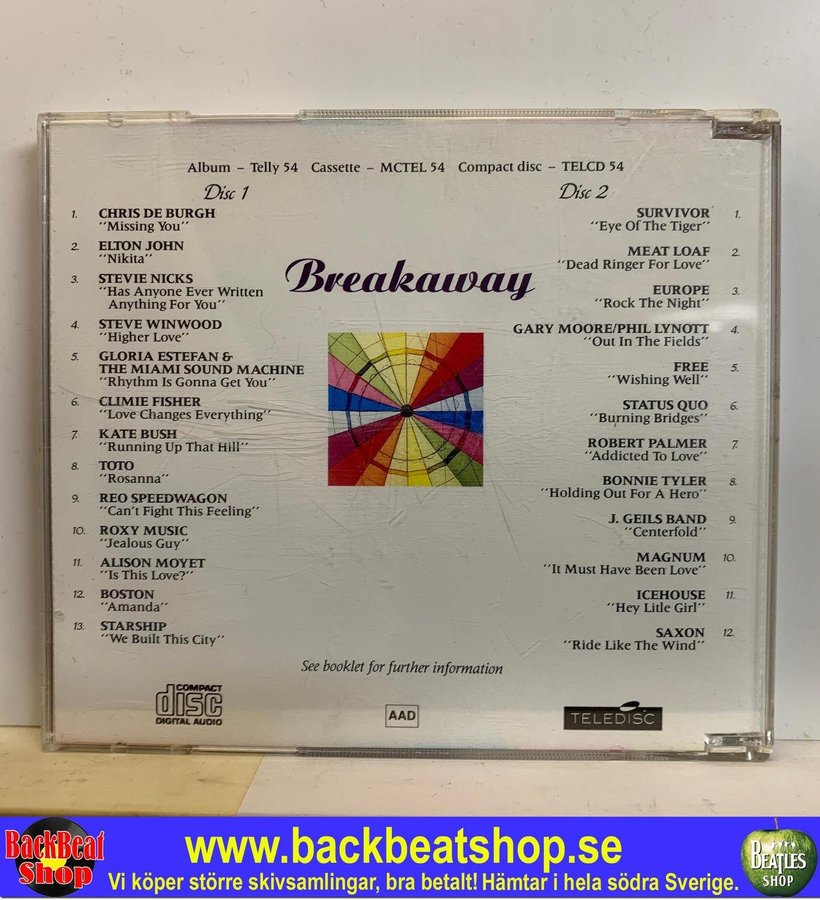 Album – Telly 54 Cassette – MCTEL 54 Compact disc – TELCD 54
Disc 1
1. CHRIS DE BURGH
"Missing You"
2. ELTON JOHN
"Nikita"
3. STEVIE NICKS
"Has Anyone Ever Written
Anything For You"
4. STEVE WINWOOD
"Higher Love"
5. GLORIA ESTEFAN &
THE MIAMI SOUND MACHINE
"Rhythm Is Gonna Get You"
6. CLIMIE FISHER
"Love Changes Everything"
7. KATE BUSH
"Running Up That Hill"
8. TOTO
"Rosanna"
9. REO SPEEDWAGON
"Can't Fight This Feeling"
10. ROXY MUSIC
"Jealous Guy"
11. ALISON MOYET
"Is This Love?"
12. BOSTON
"Amanda"
13. STARSHIP
"We Built This City"
Breakaway
Disc 2
SURVIVOR 1.
"Eye Of The Tiger"
MEAT LOAF 2.
"Dead Ringer For Love"
EUROPE 3.
"Rock The Night"
GARY MOORE/PHIL LYNOTT 4.
"Out In The Fields"
FREE 5.
"Wishing Well"
STATUS QUO 6.
"Burning Bridges"
ROBERT PALMER 7.
"Addicted To Love"
BONNIE TYLER 8.
"Holding Out For A Hero"
J. GEILS BAND 9.
"Centerfold"
MAGNUM 10.
"It Must Have Been Love"
ICEHOUSE 11.
"Hey Litle Girl"
SAXON 12.
"Ride Like The Wind"
See booklet for further information
COMPACT
disc
DIGITAL AUDIO
AAD
TELEDISC
BackBeat
Shop
www.backbeatshop.se
Vi köper större skivsamlingar, bra betalt! Hämtar i hela södra Sverige.
BEATLES
SHOP